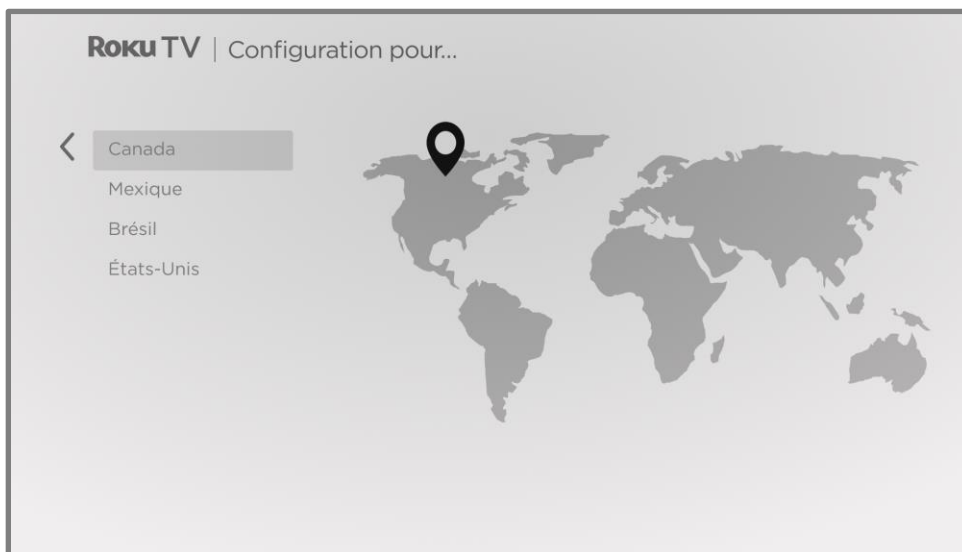 Roku TV | Configuration pour...
Canada
Mexique
Brésil
États-Unis